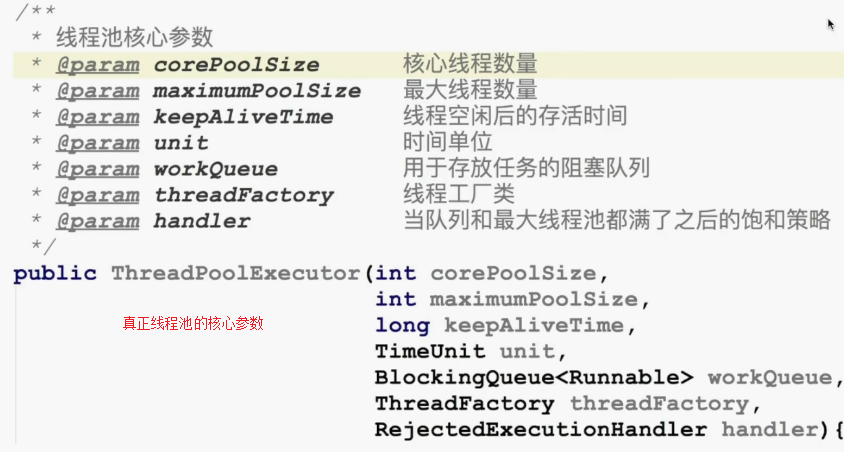 /**
* 线程池核心参数
* @param corePoolSize 核心线程数量
* @param maximumPoolSize 最大线程数量
* @param keepAliveTime 线程空闲后的存活时间
* @param unit 时间单位
* @param workQueue 用于存放任务的阻塞队列
* @param threadFactory 线程工厂类
* @param handler 当队列和最大线程池都满了之后的饱和策略
*/
public ThreadPoolExecutor(int corePoolSize,
int maximumPoolSize,
真正线程池的核心参数 long keepAliveTime,
TimeUnit unit,
BlockingQueue<Runnable> workQueue,
ThreadFactory threadFactory,
RejectedExecutionHandler handler){